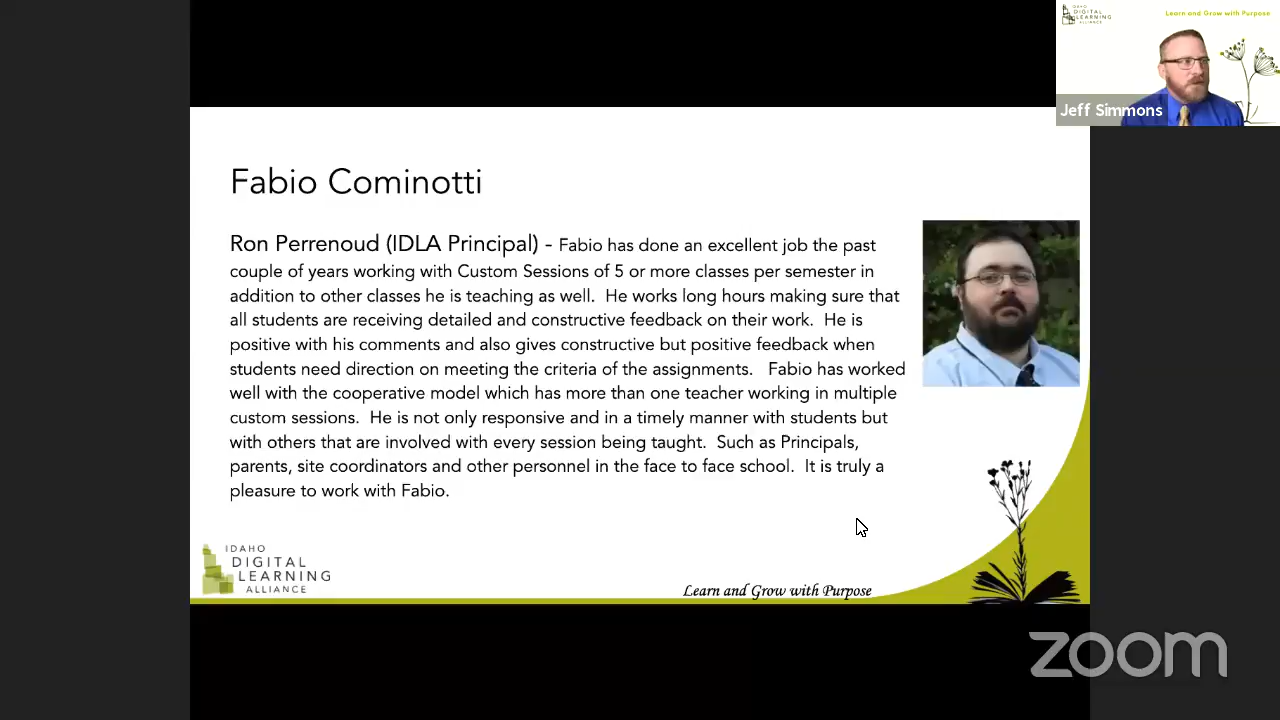 IDAHO
DIGITAL
LEARNING
ALLIANCE
Learn and Grow with Purpose
Jeff Simmons
Fabio Cominotti
Ron Perrenoud (IDLA Principal) - Fabio has done an excellent job the past
couple of years working with Custom Sessions of 5 or more classes per semester in
addition to other classes he is teaching as well. He works long hours making sure that
all students are receiving detailed and constructive feedback on their work. He is
positive with his comments and also gives constructive but positive feedback when
students need direction on meeting the criteria of the assignments. Fabio has worked
well with the cooperative model which has more than one teacher working in multiple
custom sessions. He is not only responsive and in a timely manner with students but
with others that are involved with every session being taught. Such as Principals,
parents, site coordinators and other personnel in the face to face school. It is truly a
pleasure to work with Fabio.
IDAHO
DIGITAL
LEARNING
ALLIANCE
Learn and Grow with Purpose
zoom